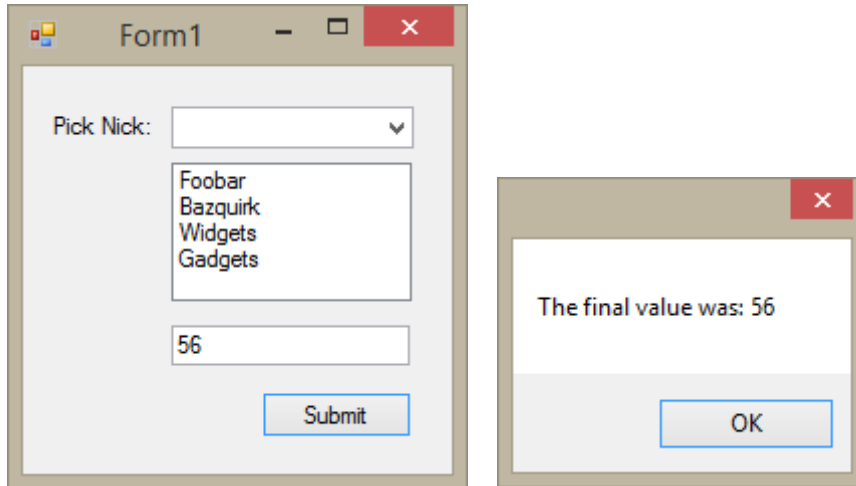 Form1
Pick Nick:
Foobar
Bazquirk
Widgets
Gadgets
56
Submit
The final value was: 56
OK